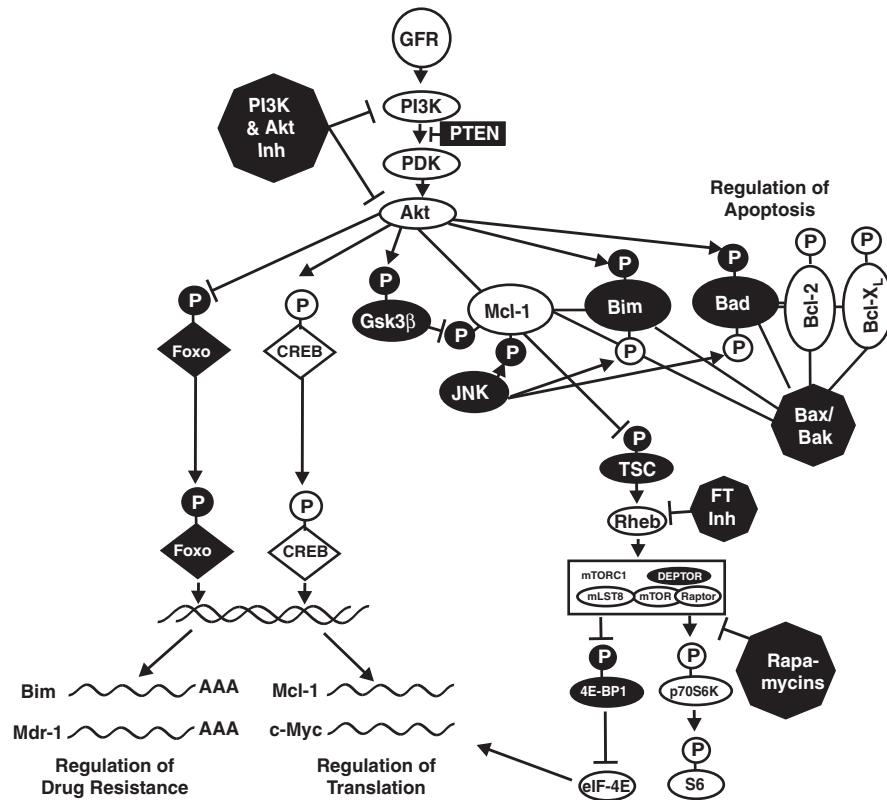 GFR
PI3K
& Akt
Inh
PI3K
PTEN
PDK
Akt
Regulation of
Apoptosis
P
P
P
P
P
P
P
Foxo
CREB
Gsk3β
P
Mcl-1
Bim
Bad
Bcl-2
Bcl-XL
P
P
P
JNK
Bax/
Bak
P
TSC
FT
Inh
Rheb
P
P
Foxo
CREB
mTORC1
DEPTOR
mLST8
mTOR
Raptor
P
P
Rapa-
mycins
4E-BP1
p70S6K
Bim
AAA
Mcl-1
Mdr-1
AAA
c-Myc
P
Regulation of
Drug Resistance
Regulation of
Translation
eIF-4E
S6